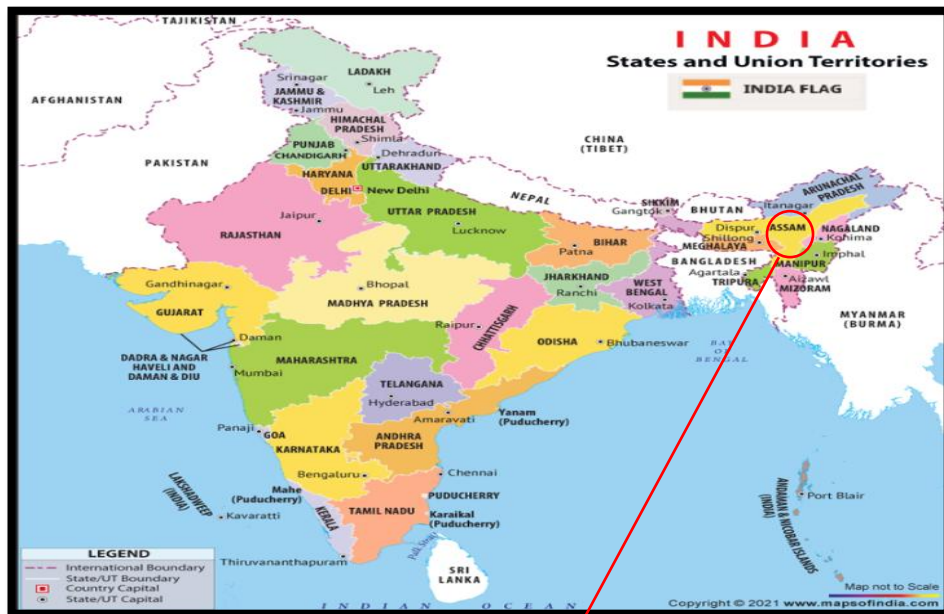 TAJIKISTAN
INDIA
States and Union Territories
INDIA FLAG
LADAKH
Srinagar
Leh
JAMMU &
KASHMIR
Jammu
AFGHANISTAN
HIMACHAL
PRADESH
Shimla
PUNJAB
CHANDIGARH
Dehradun
UTTARAKHAND
CHINA
(TIBET)
PAKISTAN
HARYANA
DELHI
New Delhi
NEPAL
ARUNACHAL
PRADESH
Itanagar
SIKKIM
Gangtok
BHUTAN
Jaipur
UTTAR PRADESH
Lucknow
RAJASTHAN
Dispur
ASSAM
NAGALAND
Shillong
Kohima
MEGHALAYA
BIHAR
Patna
BANGLADESH
Imphal
MANIPUR
Agartala
TRIPURA
Aizawl
MIZORAM
Gandhinagar
Bhopal
MADHYA PRADESH
JHARKHAND
Ranchi
WEST
BENGAL
Kolkata
GUJARAT
CHHATTISGARH
Raipur
MYANMAR
(BURMA)
Daman
ODISHA
Bhubaneswar
BAY
OF
BENGAL
DADRA & NAGAR
HAVELI AND
DAMAN & DIU
MAHARASHTRA
Mumbai
TELANGANA
Hyderabad
ARABIAN
SEA
Amaravati
Yanam
(Puducherry)
Panaji
GOA
KARNATAKA
ANDHRA
PRADESH
Bengaluru
Chennai
LAKSHADWEEP
(INDIA)
Mahe
(Puducherry)
PUDUCHERRY
ANDAMAN & NICOBAR ISLANDS
(INDIA)
Port Blair
Kavaratti
KERALA
TAMIL NADU
Karaikal
(Puducherry)
Palk Strait
LEGEND
International Boundary
State/UT Boundary
Country Capital
State/UT Capital
Thiruvananthapuram
SRI
LANKA
Map not to Scale
INDIAN OCEAN
Copyright © 2021 www.mapsofindia.com